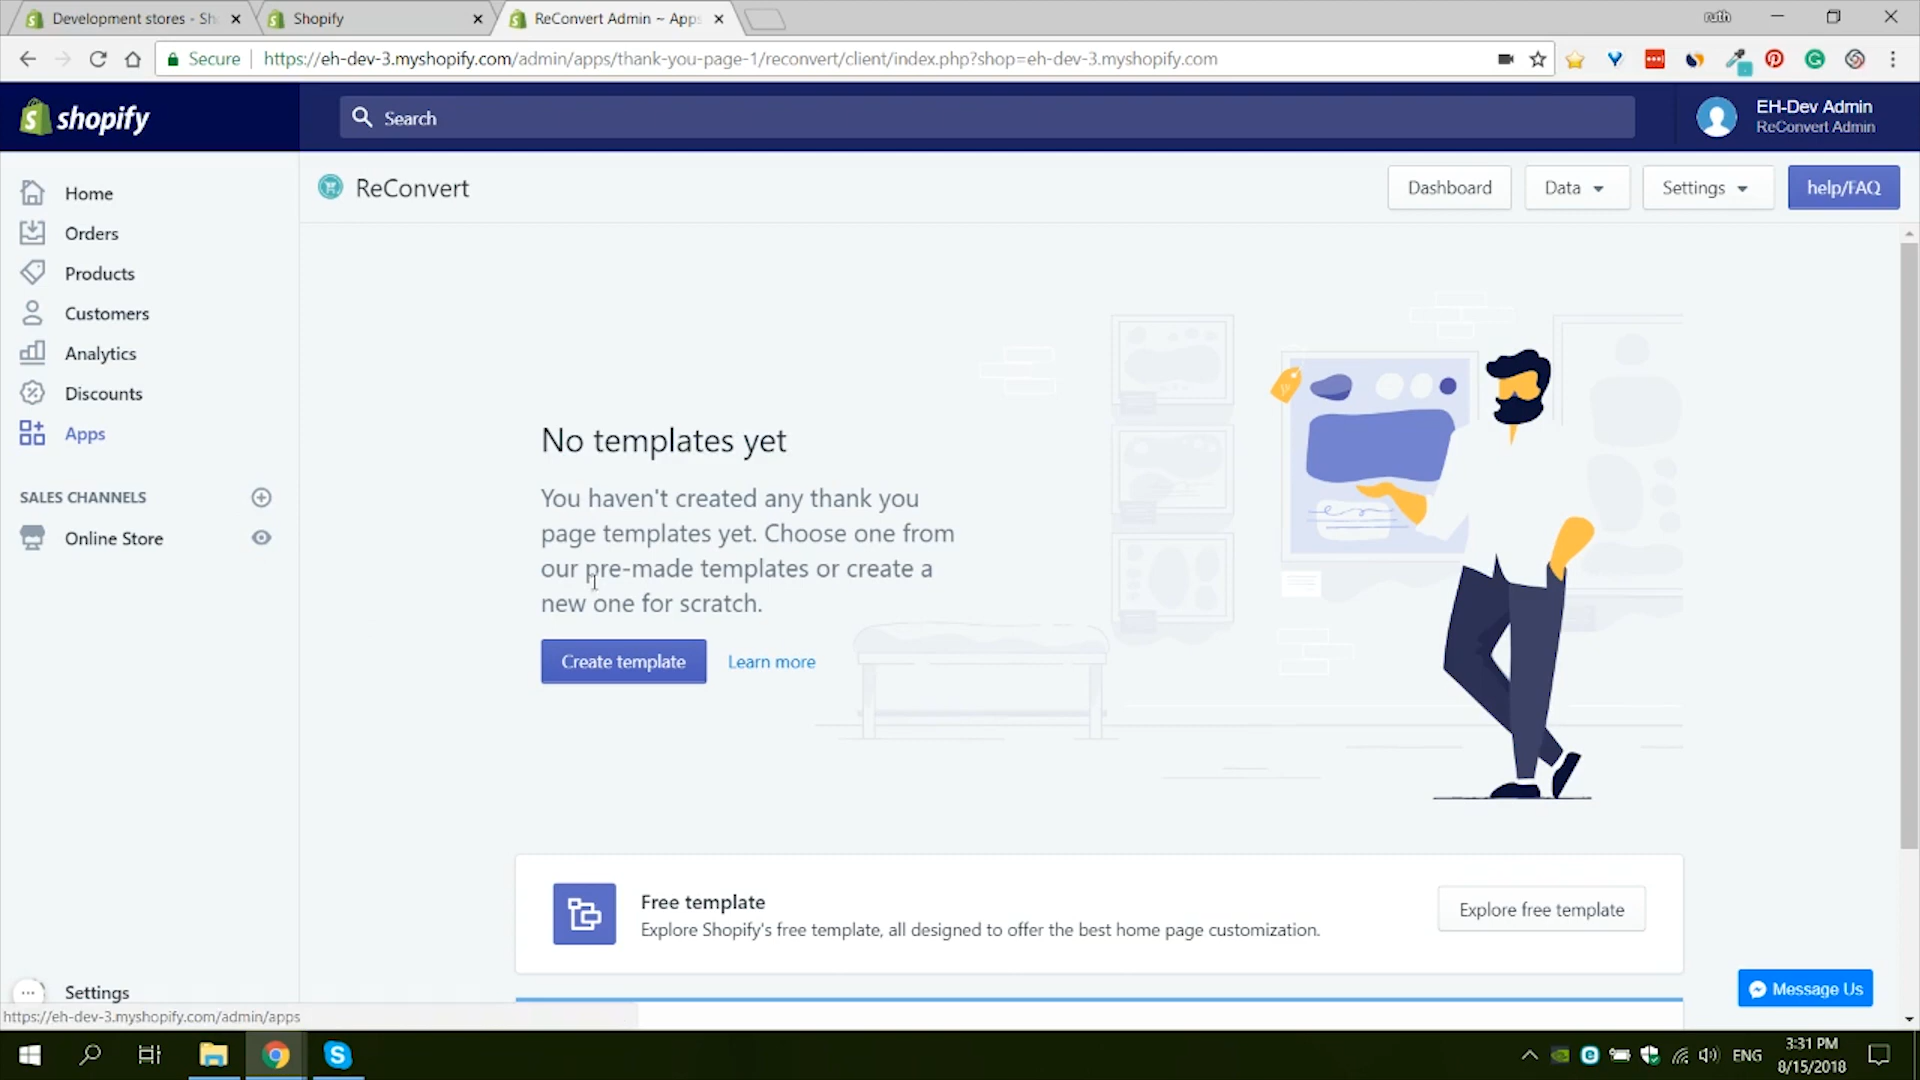 Development stores - Sh
Shopify
ReConvert Admin ~ Apps
ruth
Secure
https://eh-dev-3.myshopify.com/admin/apps/thank-you-page-1/reconvert/client/index.php?shop=eh-dev-3.myshopify.com
shopify
Search
EH-Dev Admin
ReConvert Admin
Home
Orders
Products
Customers
Analytics
Discounts
Apps
SALES CHANNELS
Online Store
Settings
ReConvert
Dashboard
Data
Settings
help/FAQ
No templates yet
You haven't created any thank you
page templates yet. Choose one from
our pre-made templates or create a
new one for scratch.
Create template
Learn more
Free template
Explore Shopify's free template, all designed to offer the best home page customization.
Explore free template
Message Us
https://eh-dev-3.myshopify.com/admin/apps
ENG
3:31 PM
8/15/2018